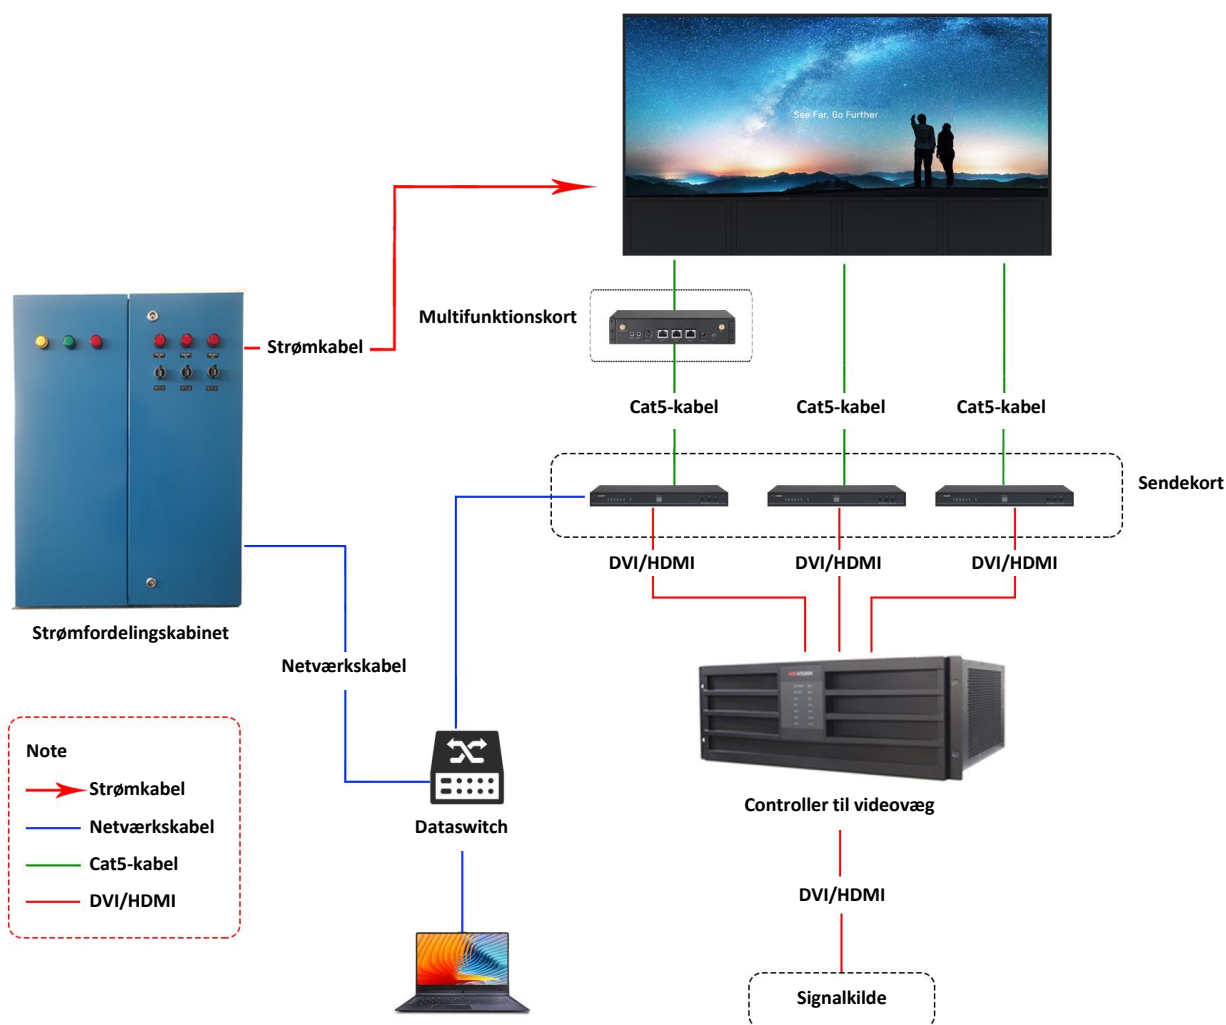 See Far, Go Further
Multifunktionskort
Strømkabel
Cat5-kabel
Cat5-kabel
Cat5-kabel
Sendekort
DVI/HDMI
DVI/HDMI
DVI/HDMI
Strømfordelingskabinet
Netværkskabel
HIKVISION
Note
Strømkabel
Netværkskabel
Cat5-kabel
DVI/HDMI
Dataswitch
Controller til videovæg
DVI/HDMI
Signalkilde